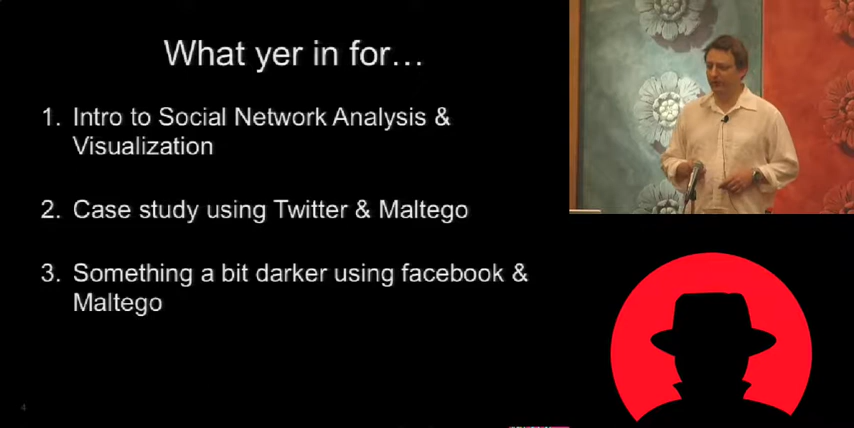 What yer in for…
1. Intro to Social Network Analysis &
Visualization
2. Case study using Twitter & Maltego
3. Something a bit darker using facebook &
Maltego
4